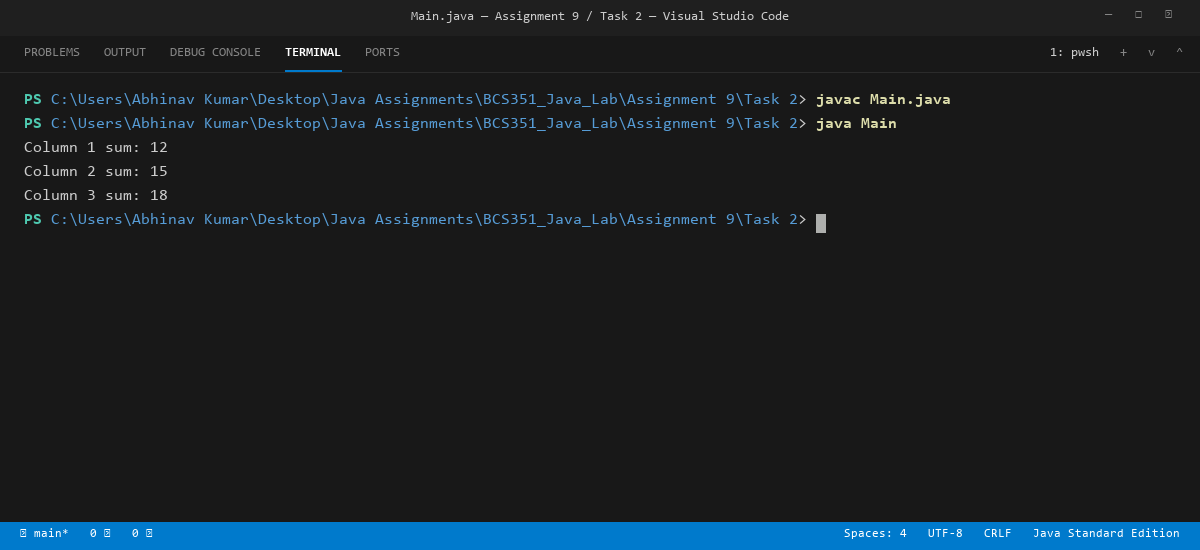 Main.java — Assignment 9 / Task 2 — Visual Studio Code
PROBLEMS OUTPUT DEBUG CONSOLE TERMINAL PORTS 1: pwsh + v ^
PS C:\Users\Abhinav Kumar\Desktop\Java Assignments\BCS351_Java_Lab\Assignment 9\Task 2> javac Main.java
PS C:\Users\Abhinav Kumar\Desktop\Java Assignments\BCS351_Java_Lab\Assignment 9\Task 2> java Main
Column 1 sum: 12
Column 2 sum: 15
Column 3 sum: 18
PS C:\Users\Abhinav Kumar\Desktop\Java Assignments\BCS351_Java_Lab\Assignment 9\Task 2>
main* 0 0 Spaces: 4 UTF-8 CRLF Java Standard Edition